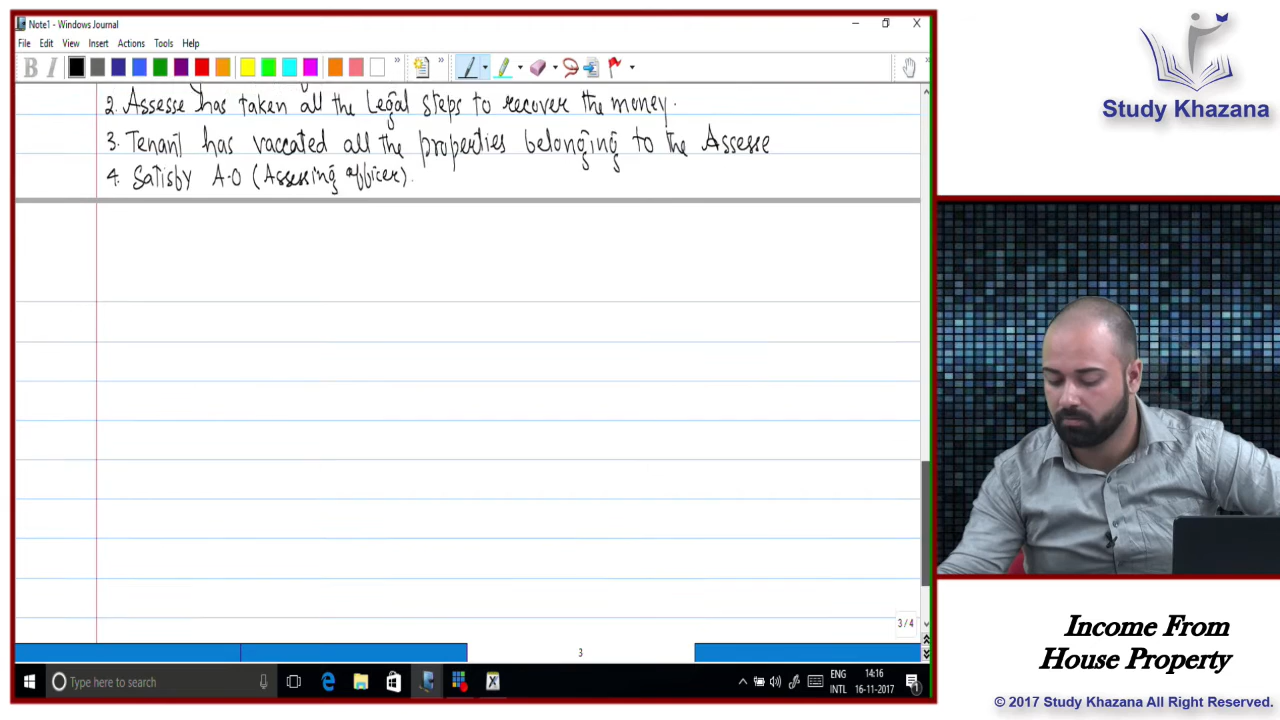 Note1 - Windows Journal
File Edit View Insert Actions Tools Help
2. Assesse has taken all the Legal steps to recover the money.
3. Tenant has vaccated all the properties belonging to the Assesse
4. Satisby A.O (Assessing officer).
3 / 4
3
Type here to search
ENG
INTL
14:16
16-11-2017
1
Study Khazana
Income From
House Property
© 2017 Study Khazana All Right Reserved.